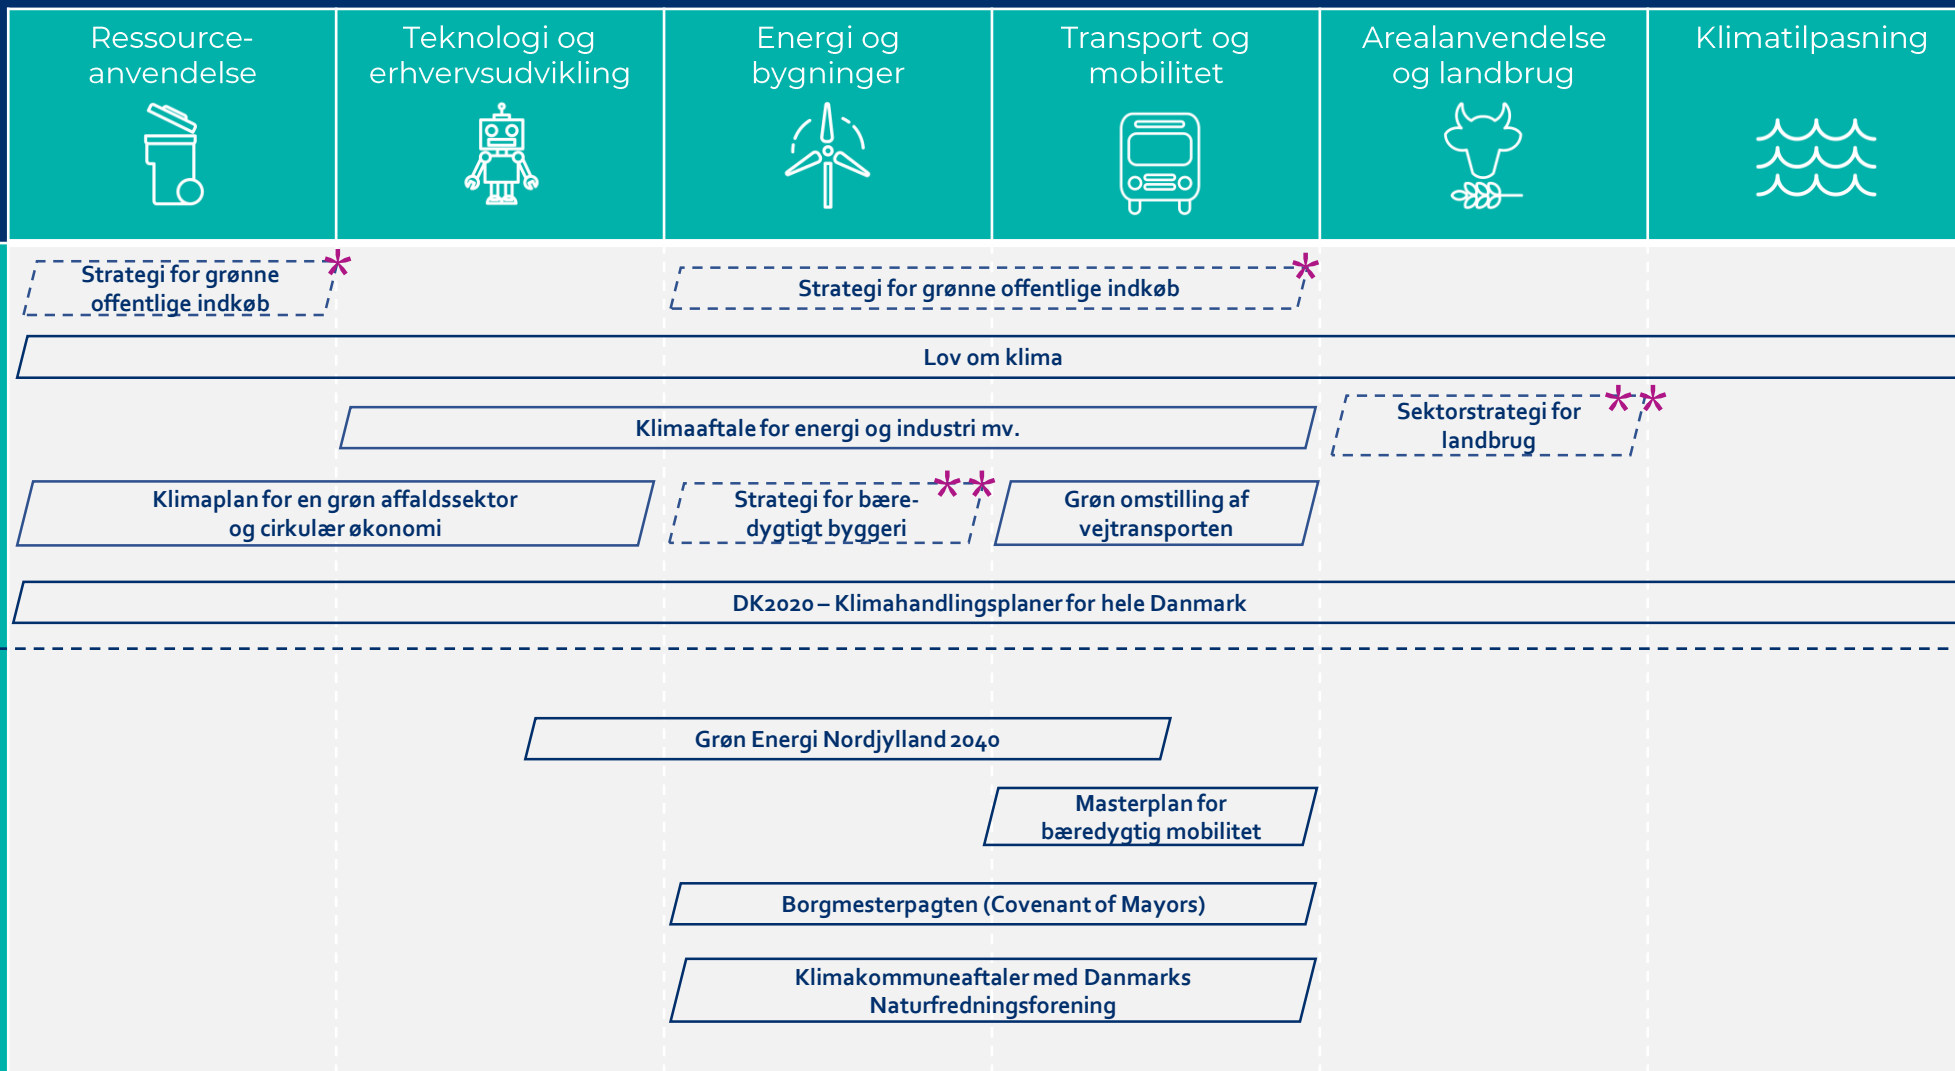 Ressource-
anvendelse
Teknologi og
erhvervsudvikling
Energi og
bygninger
Transport og
mobilitet
Arealanvendelse
og landbrug
Klimatilpasning
Strategi for grønne
offentlige indkøb
*
Strategi for grønne offentlige indkøb
*
Lov om klima
Klimaaftale for energi og industri mv.
Sektorstrategi for
landbrug
**
Klimaplan for en grøn affaldssektor
og cirkulær økonomi
Strategi for bære-
dygtigt byggeri
**
Grøn omstilling af
vejtransporten
DK2020 – Klimahandlingsplaner for hele Danmark
Grøn Energi Nordjylland 2040
Masterplan for
bæredygtig mobilitet
Borgmesterpagten (Covenant of Mayors)
Klimakommuneaftaler med Danmarks
Naturfredningsforening